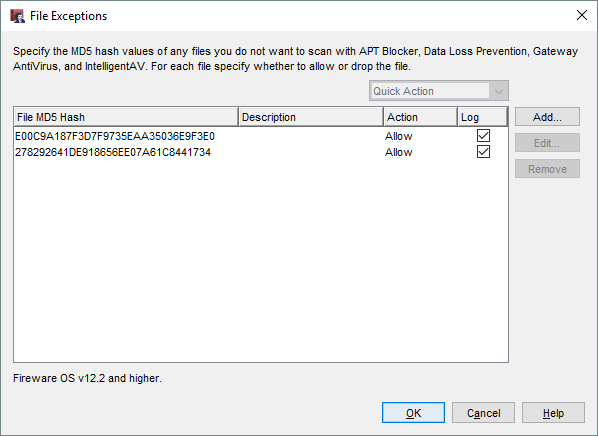 File Exceptions
Specify the MD5 hash values of any files you do not want to scan with APT Blocker, Data Loss Prevention, Gateway
AntiVirus, and IntelligentAV. For each file specify whether to allow or drop the file.
Quick Action
File MD5 Hash Description Action Log Add...
E00C9A187F3D7F9735EAA35036E9F3E0 Allow
Edit...
278292641DE918656EE07A61C8441734 Allow
Remove
Fireware OS v12.2 and higher.
OK Cancel Help